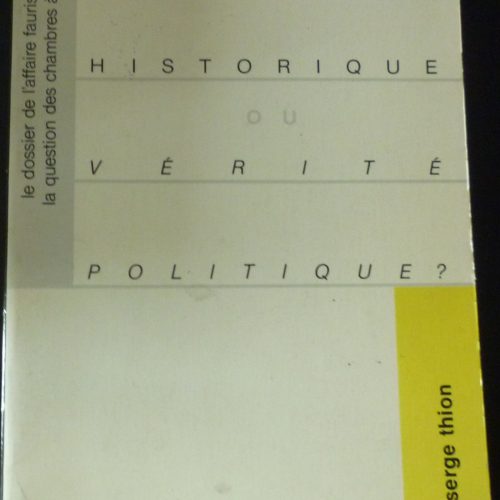 le dossier de l'affaire fauris
la question des chambres à
HISTORIQUE
OU
VÉRITÉ
POLITIQUE?
serge thion